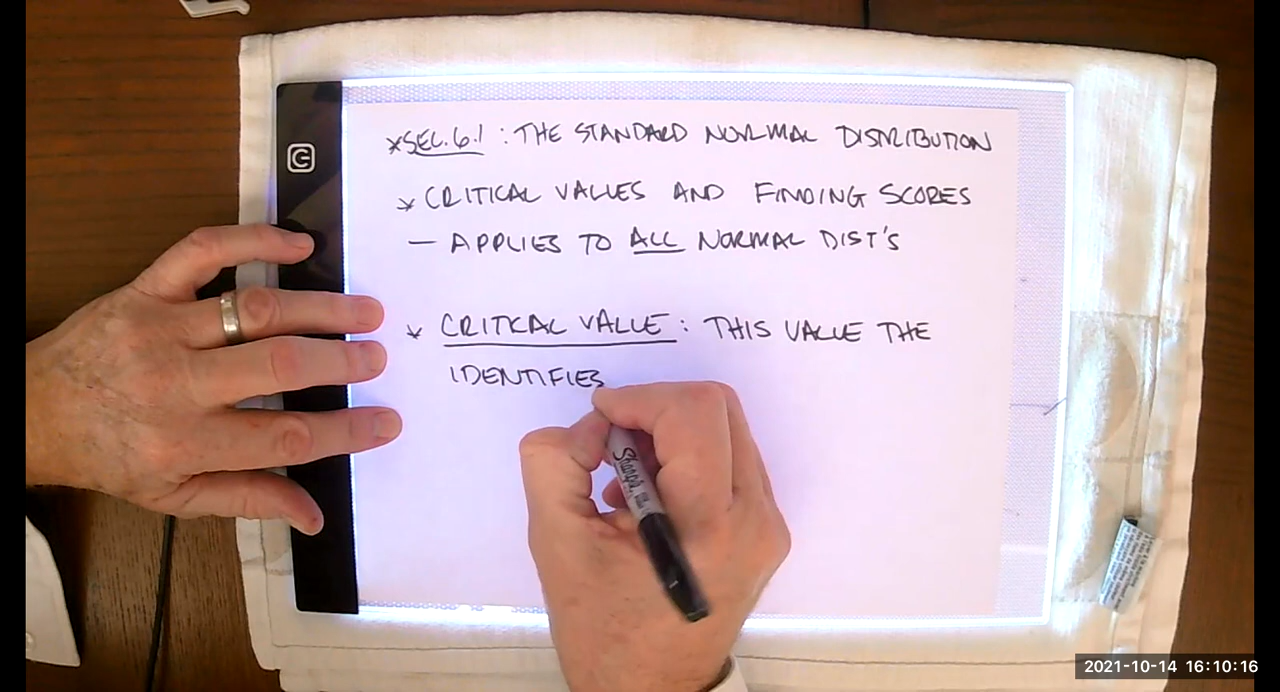 *SEC. 6.1 : THE STANDARD NORMAL DISTRIBUTION
* CRITICAL VALUES AND FINDING SCORES
— APPLIES TO ALL NORMAL DIST'S
* CRITICAL VALUE : THIS VALUE THE
IDENTIFIES
Sharpie
2021-10-14 16:10:16